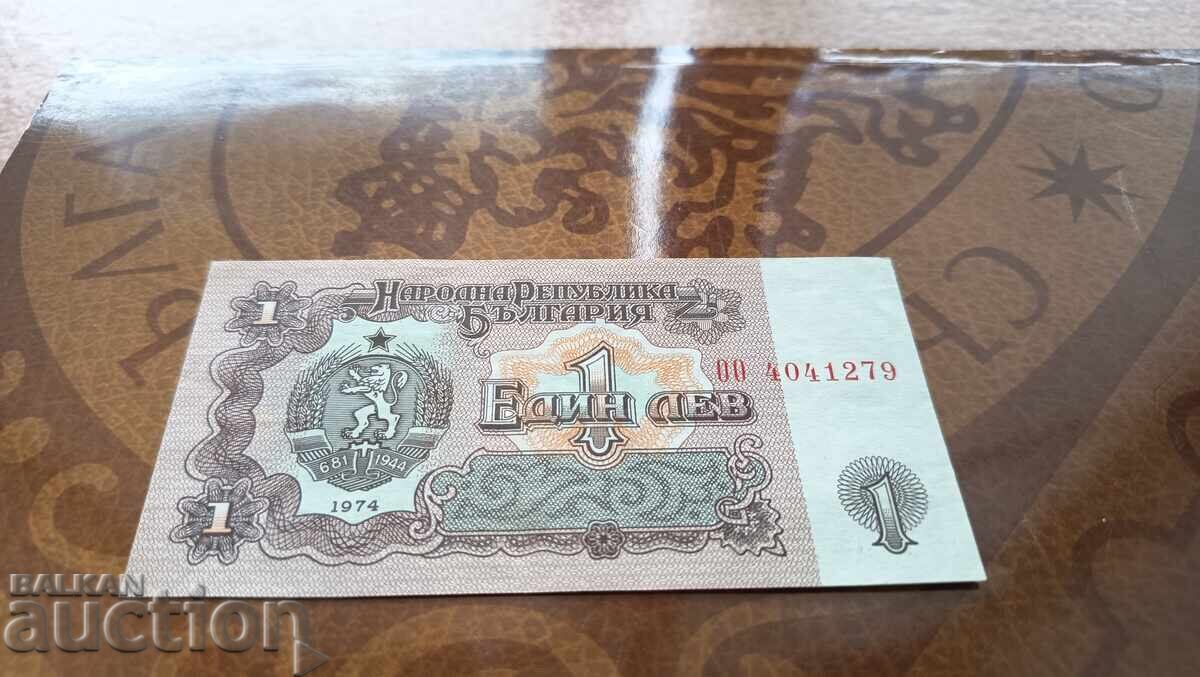 НАРОДНА РЕПУБЛИКА
БЪЛГАРИЯ
1
1
ЕДИН ЛЕВ
ОО 4041279
681 1944
1974
1
1
BALKAN
auction